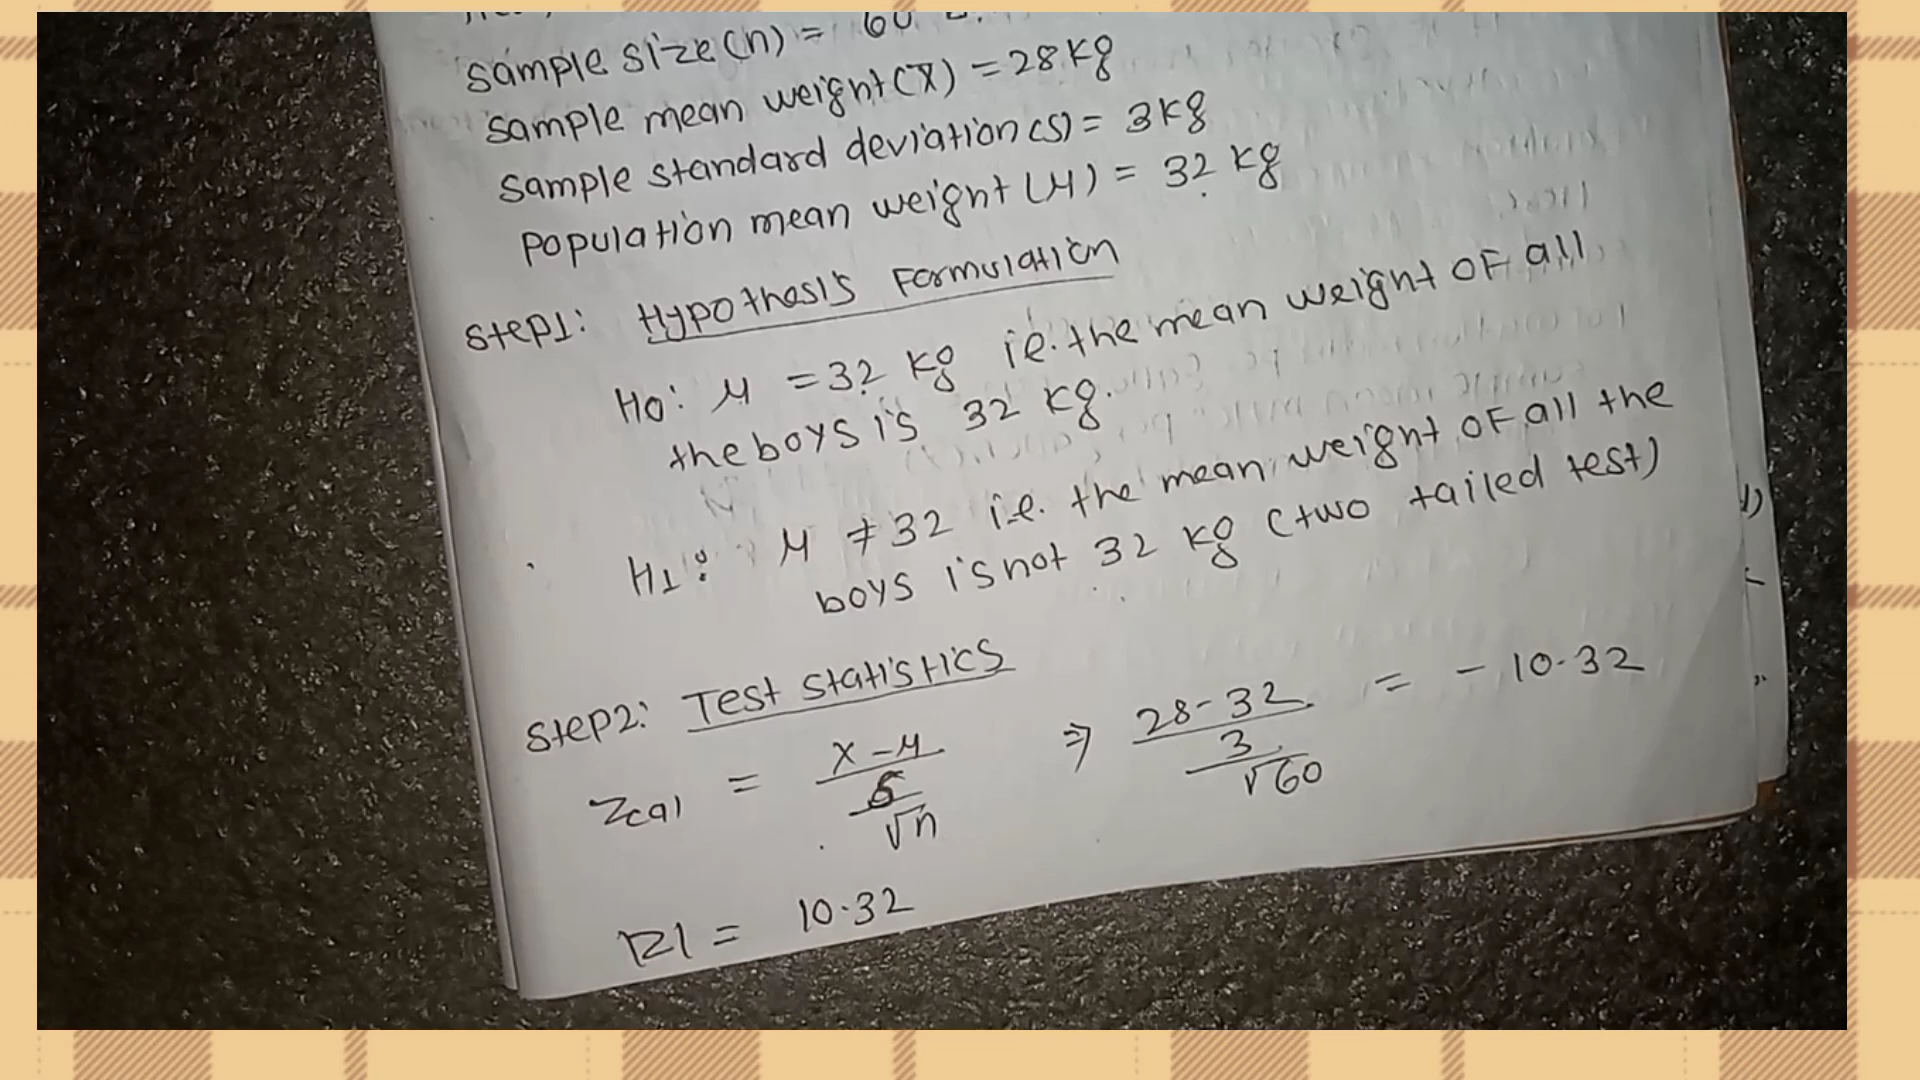 sample size(n) = 60
sample mean weight(x̄) = 28 kg
sample standard deviation(s) = 3 kg
population mean weight (μ) = 32 kg
Step1: Hypothesis Formulation
H0: μ = 32 kg i.e. the mean weight of all
the boys is 32 kg.
H1: μ ≠ 32 i.e. the mean weight of all the
boys is not 32 kg (two tailed test)
Step2: Test statistics
Zcal = x-μ / s/√n ⇒ 28-32 / 3/√60 = - 10.32
|Z| = 10.32